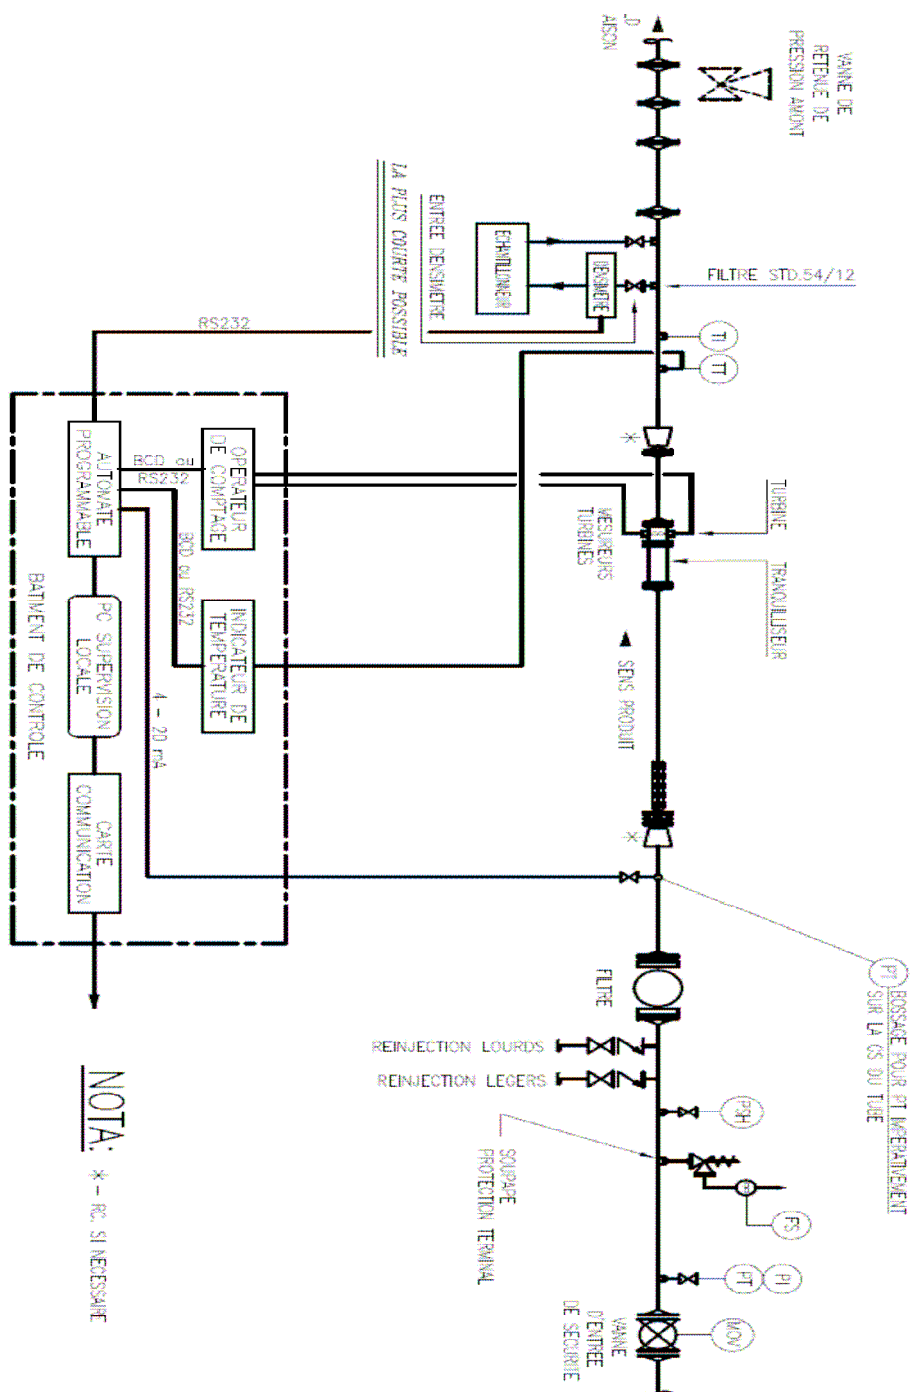 VANNE DE
RETENUE DE
PRESSION AMONT
AISON
FILTRE STD.54/12
ECHANTILLONNEUR
DENSIMETRE
ENTREE DENSIMETRE
LA PLUS COURTE POSSIBLE
RS232
TI
TT
TURBINE
TRANQUILLISEUR
MESUREURS
TURBINES
SENS PRODUIT
OPERATEUR
DE COMPTAGE
AUTOMATE
PROGRAMMABLE
BCD ou
RS232
BCD ou RS232
INDICATEUR DE
TEMPERATURE
PC SUPERVISION
LOCALE
4 - 20 mA
CARTE
COMMUNICATION
BATIMENT DE CONTROLE
PT
BOSSAGE POUR PT IMPERATIVEMENT
SUR LA GS DU TUBE
FILTRE
REINJECTION LOURDS
REINJECTION LEGERS
PSH
SOUPAPE
PROTECTION TERMINAL
FS
PT
PI
VANNE
D'ENTREE
DE SECURITE
MOV
NOTA:
* - RC, SI NECESSAIRE